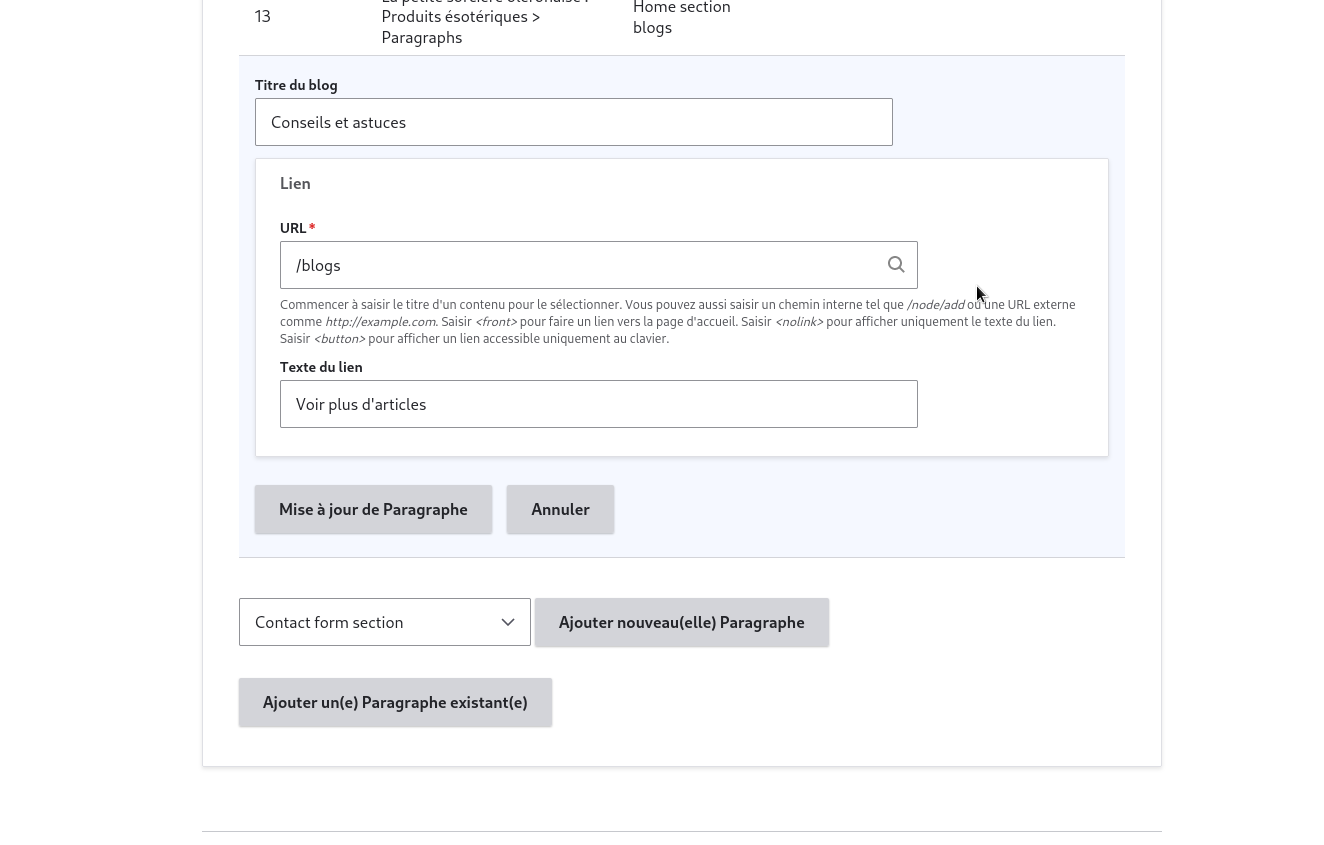 La petite sorcière oléronaise :
13
Produits ésotériques >
Paragraphs
Home section
blogs
Titre du blog
Conseils et astuces
Lien
URL *
/blogs
Commencer à saisir le titre d'un contenu pour le sélectionner. Vous pouvez aussi saisir un chemin interne tel que /node/add ou une URL externe
comme http://example.com. Saisir <front> pour faire un lien vers la page d'accueil. Saisir <nolink> pour afficher uniquement le texte du lien.
Saisir <button> pour afficher un lien accessible uniquement au clavier.
Texte du lien
Voir plus d'articles
Mise à jour de Paragraphe
Annuler
Contact form section
Ajouter nouveau(elle) Paragraphe
Ajouter un(e) Paragraphe existant(e)